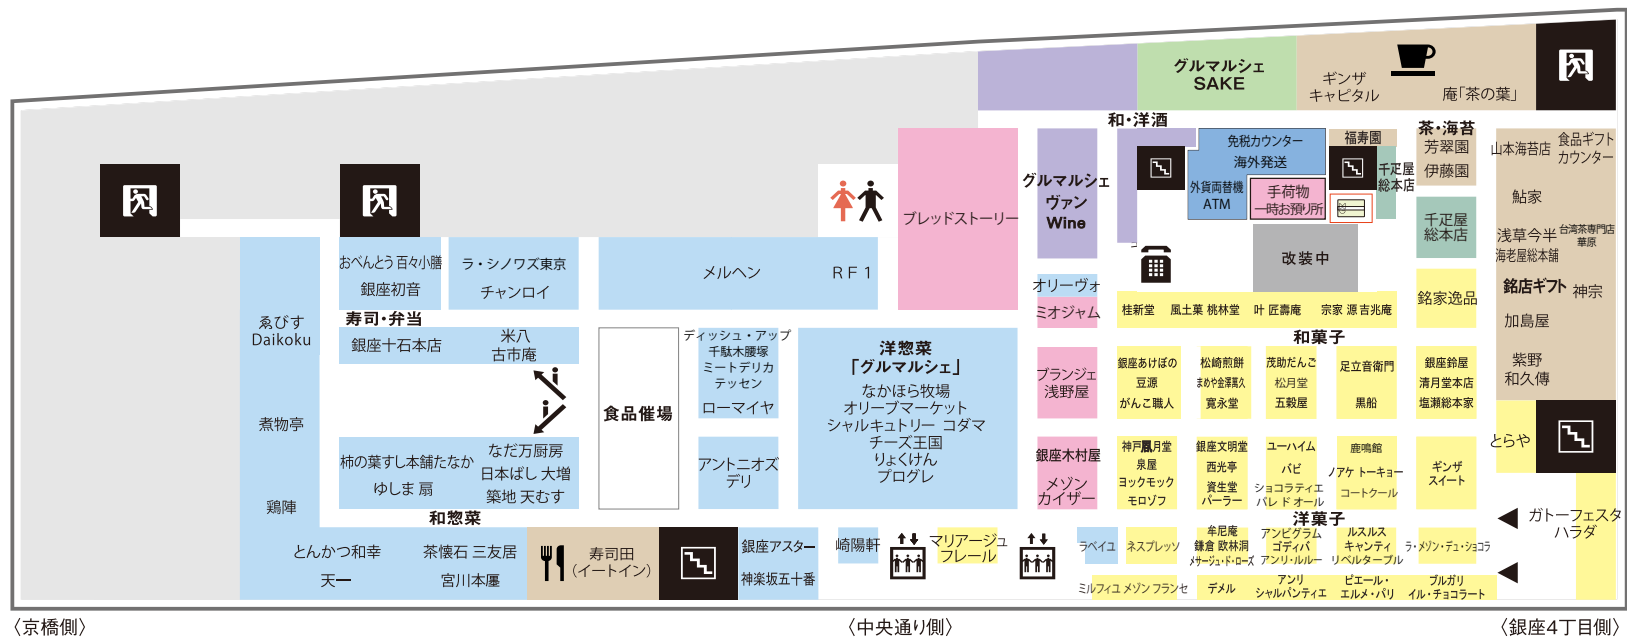 グルマルシェ
SAKE
ギンザ
キャピタル
庵「茶の葉」
和・洋酒
免税カウンター
海外発送
外貨両替機
ATM
手荷物
一時お預り所
福寿園
千疋屋
総本店
茶・海苔
芳翠園
伊藤園
千疋屋
総本店
銘家逸品
山本海苔店
食品ギフト
カウンター
鮎家
浅草今半
海老屋総本舗
台湾茶専門店
華原
銘店ギフト
神宗
加島屋
紫野
和久傳
とらや
ガトーフェスタ
ハラダ
改装中
グルマルシェ
ヴァン
Wine
ブレッドストーリー
オリーヴォ
ミオジャム
ブランジェ
浅野屋
銀座木村屋
メゾン
カイザー
メルヘン
RF1
おべんとう 百々小膳
銀座初音
ラ・シノワズ東京
チャンロイ
寿司・弁当
銀座十石本店
米八
古市庵
ゑびす
Daikoku
煮物亭
鶏陣
i
i
柿の葉すし本舗たなか
ゆしま 扇
なだ万厨房
日本ばし 大増
築地 天むす
和惣菜
とんかつ和幸
天一
茶懐石 三友居
宮川本廛
寿司田
（イートイン）
食品催場
ディッシュ・アップ
千駄木腰塚
ミートデリカ
テッセン
ローマイヤ
アントニオズ
デリ
洋惣菜
「グルマルシェ」
なかほら牧場
オリーブマーケット
シャルキュトリー コダマ
チーズ王国
りょくけん
プログレ
銀座アスター
神楽坂五十番
崎陽軒
マリアージュ
フレール
桂新堂
風土菓 桃林堂
叶 匠壽庵
宗家 源 吉兆庵
和菓子
銀座あけぼの
豆源
がんこ職人
松崎煎餅
まめや金澤萬久
寛永堂
茂助だんご
松月堂
五穀屋
足立音衛門
黒船
銀座鈴屋
清月堂本店
塩瀬総本家
神戸凮月堂
泉屋
ヨックモック
モロゾフ
銀座文明堂
西光亭
資生堂
パーラー
ユーハイム
バビ
ショコラティエ
パレ ド オール
鹿鳴館
ノアケ トーキョー
コートクール
ギンザ
スイート
洋菓子
ラベイユ
ネスプレッソ
牟尼庵
鎌倉 欧林洞
メサージュ・ド・ローズ
アンビグラム
ゴディバ
アンリ・ルルー
ルスルス
キャンティ
リベルターブル
ラ・メゾン・デュ・ショコラ
ミルフィユ メゾン フランセ
デメル
アンリ
シャルパンティエ
ピエール・
エルメ・パリ
ブルガリ
イル・チョコラート
〈京橋側〉
〈中央通り側〉
〈銀座4丁目側〉